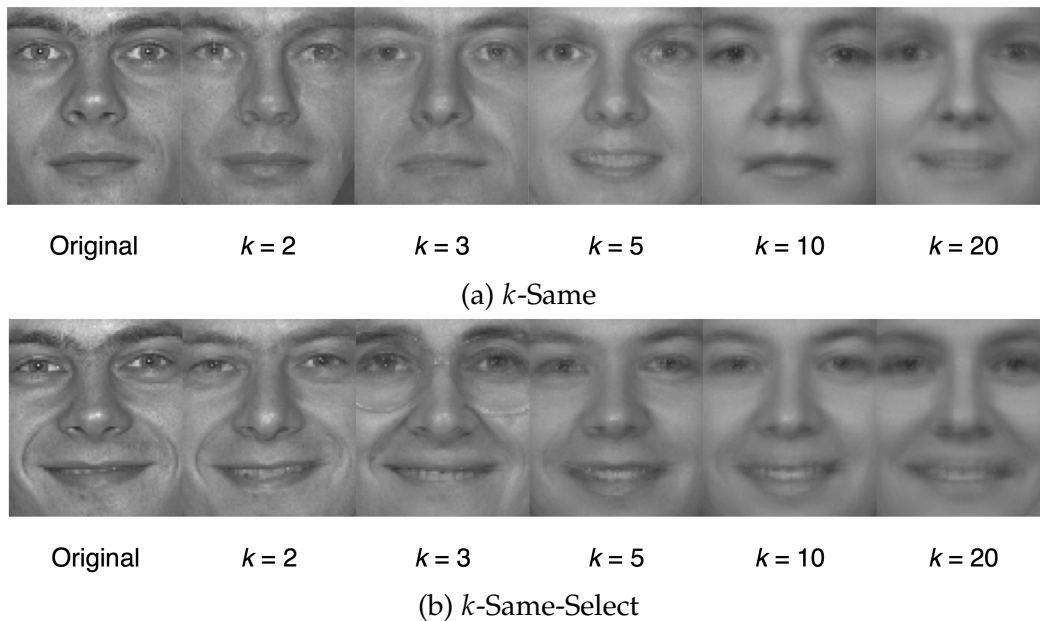 Original k = 2 k = 3 k = 5 k = 10 k = 20
(a) k-Same
Original k = 2 k = 3 k = 5 k = 10 k = 20
(b) k-Same-Select